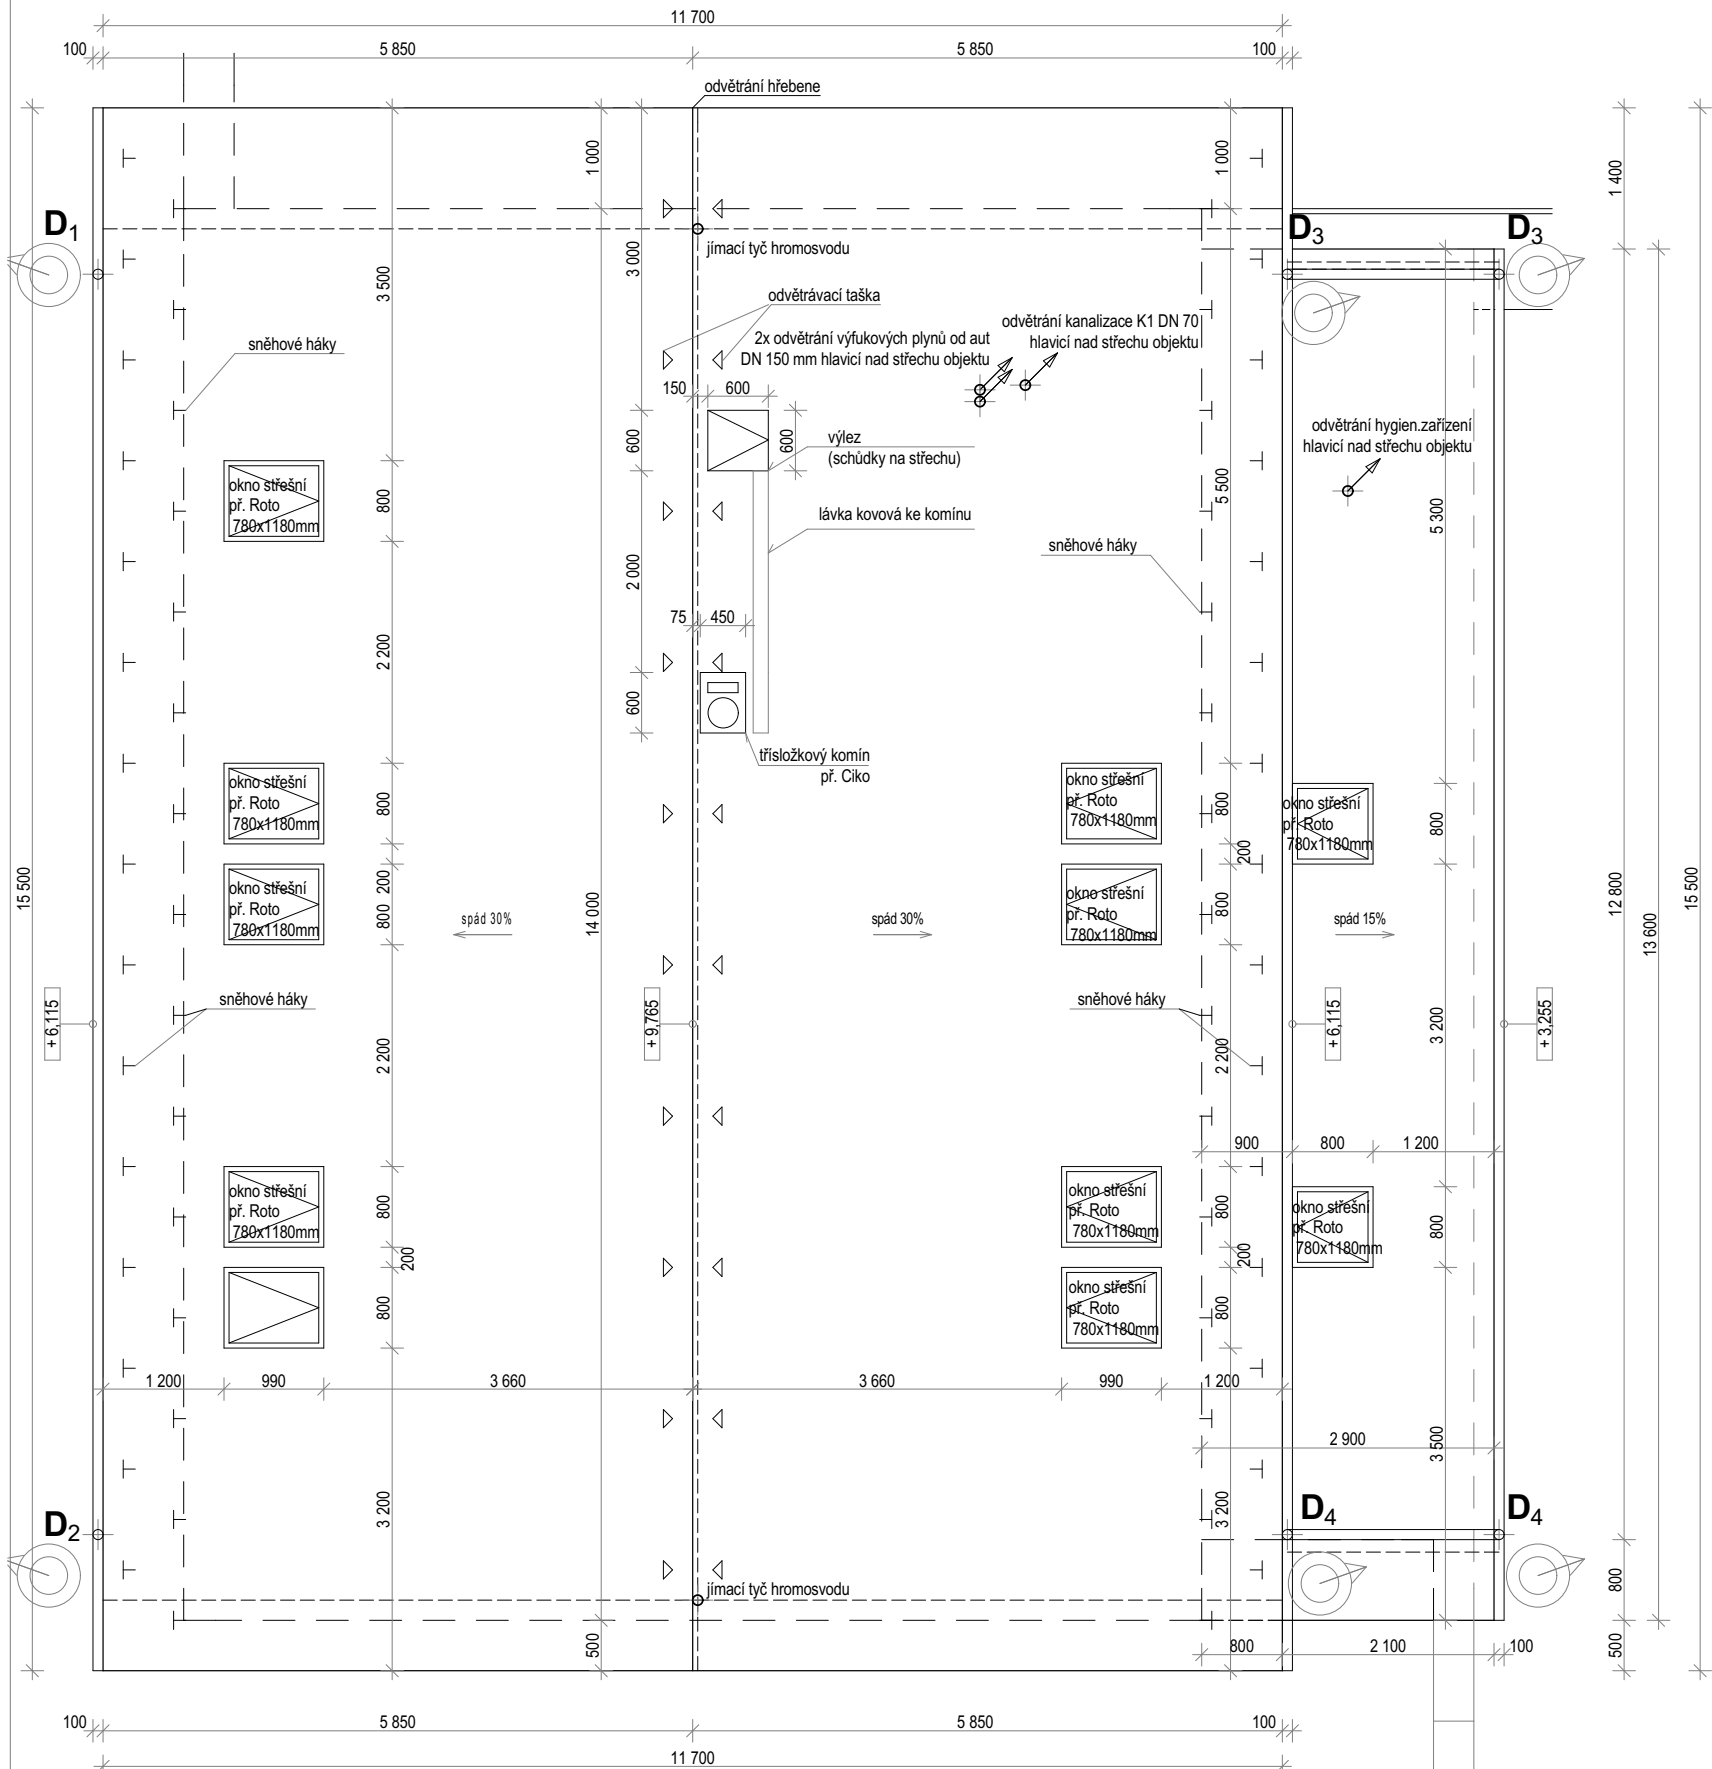 11 700
100
5 850
5 850
100
odvětrání hřebene
1 000
1 000
1 400
D1
D3
D3
3 500
3 000
jímací tyč hromosvodu
odvětrávací taška
2x odvětrání výfukových plynů od aut
DN 150 mm hlavicí nad střechu objektu
odvětrání kanalizace K1 DN 70
hlavicí nad střechu objektu
sněhové háky
150
600
600
600
výlez
(schůdky na střechu)
odvětrání hygien.zařízení
hlavicí nad střechu objektu
okno střešní
př. Roto
780x1180mm
800
5 500
5 300
lávka kovová ke komínu
sněhové háky
2 000
75
450
2 200
600
třísložkový komín
př. Ciko
okno střešní
př. Roto
780x1180mm
800
okno střešní
př. Roto
780x1180mm
800
okno střešní
př. Roto
780x1180mm
800
200
200
okno střešní
př. Roto
780x1180mm
800
okno střešní
př. Roto
780x1180mm
800
15 500
14 000
12 800
13 600
15 500
spád 30%
spád 30%
spád 15%
sněhové háky
sněhové háky
+ 6,115
+ 9,765
+ 6,115
+ 3,255
2 200
2 200
3 200
900
800
1 200
okno střešní
př. Roto
780x1180mm
800
okno střešní
př. Roto
780x1180mm
800
okno střešní
př. Roto
780x1180mm
800
200
200
800
okno střešní
př. Roto
780x1180mm
800
1 200
990
3 660
3 660
990
1 200
2 900
3 500
3 200
3 200
D2
D4
D4
jímací tyč hromosvodu
800
500
800
2 100
100
500
100
5 850
5 850
100
11 700